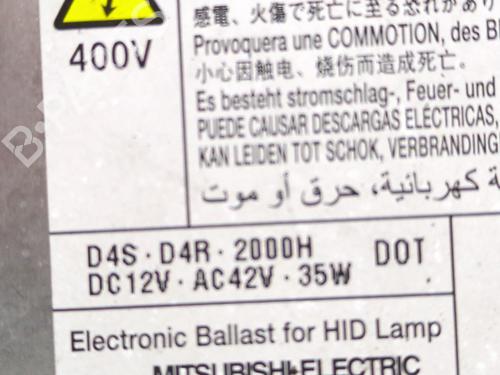 400V
感電、火傷で死亡に至る恐れがあり
Provoquera une COMMOTION, des
小心因触电、烧伤而造成死亡。
Es besteht stromschlag-, Feuer- und
PUEDE CAUSAR DESCARGAS ELÉCTRICAS,
KAN LEIDEN TOT SCHOK, VERBRANDING
كهربائية، حرق أو موت
D4S · D4R · 2000H DOT
DC12V · AC42V · 35W
Electronic Ballast for HID Lamp
MITSUBISHI ELECTRIC